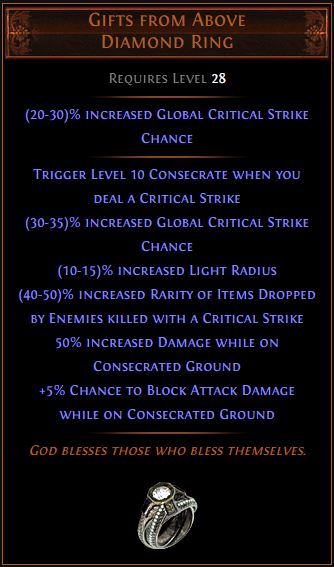 Gifts from Above
Diamond Ring
Requires Level 28
(20-30)% increased Global Critical Strike
Chance
Trigger Level 10 Consecrate when you
deal a Critical Strike
(30-35)% increased Global Critical Strike
Chance
(10-15)% increased Light Radius
(40-50)% increased Rarity of Items Dropped
by Enemies killed with a Critical Strike
50% increased Damage while on
Consecrated Ground
+5% Chance to Block Attack Damage
while on Consecrated Ground
God blesses those who bless themselves.